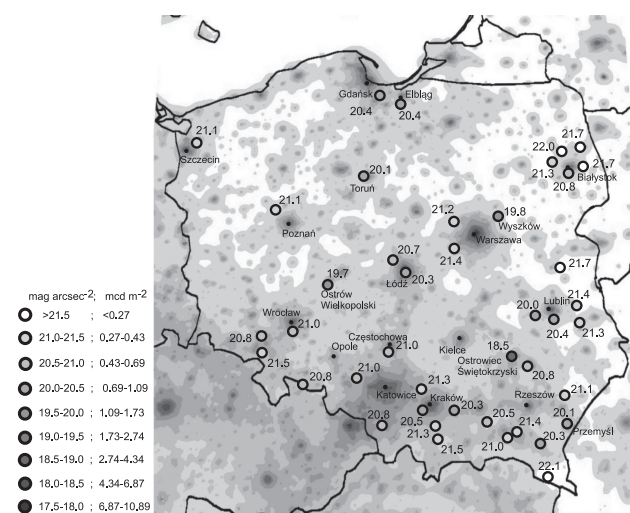 Gdańsk
Elbląg
20.4
20.4
21.1
Szczecin
21.7
22.0
21.3
21.7
Białystok
20.8
20.1
Toruń
21.1
Poznań
21.2
19.8
Wyszków
Warszawa
21.4
20.7
20.3
Łódź
21.7
19.7
Ostrów
Wielkopolski
20.0
Lublin
21.4
20.4
21.3
Wrocław
21.0
20.8
21.5
Opole
Częstochowa
21.0
Kielce
18.5
Ostrowiec
Świętokrzyski
20.8
20.8
21.0
Katowice
21.3
Kraków
20.3
20.5
21.3
21.5
20.8
Rzeszów
21.1
20.5
21.4
21.0
20.1
Przemyśl
20.3
22.1
mag arcsec-2; mcd m-2
>21.5 ; <0.27
21.0-21.5 ; 0.27-0.43
20.5-21.0 ; 0.43-0.69
20.0-20.5 ; 0.69-1.09
19.5-20.0 ; 1.09-1.73
19.0-19.5 ; 1.73-2.74
18.5-19.0 ; 2.74-4.34
18.0-18.5 ; 4.34-6.87
17.5-18.0 ; 6.87-10.89